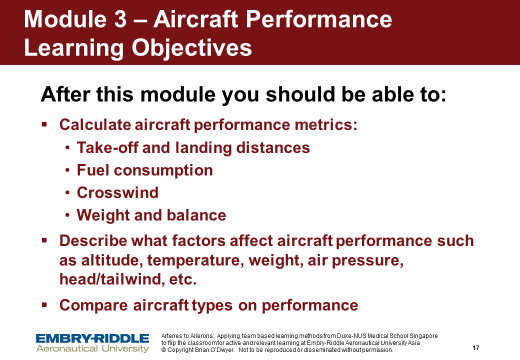 Module 3 – Aircraft Performance
Learning Objectives
After this module you should be able to:
▪ Calculate aircraft performance metrics:
• Take-off and landing distances
• Fuel consumption
• Crosswind
• Weight and balance
▪ Describe what factors affect aircraft performance such
as altitude, temperature, weight, air pressure,
head/tailwind, etc.
▪ Compare aircraft types on performance
EMBRY-RIDDLE
Aeronautical University
Arteries to Ailerons: Applying team based learning methods from Duke-NUS Medical School Singapore
to flip the classroom for active and relevant learning at Embry-Riddle Aeronautical University Asia
© Copyright Brian O'Dwyer. Not to be reproduced or disseminated without permission.
17